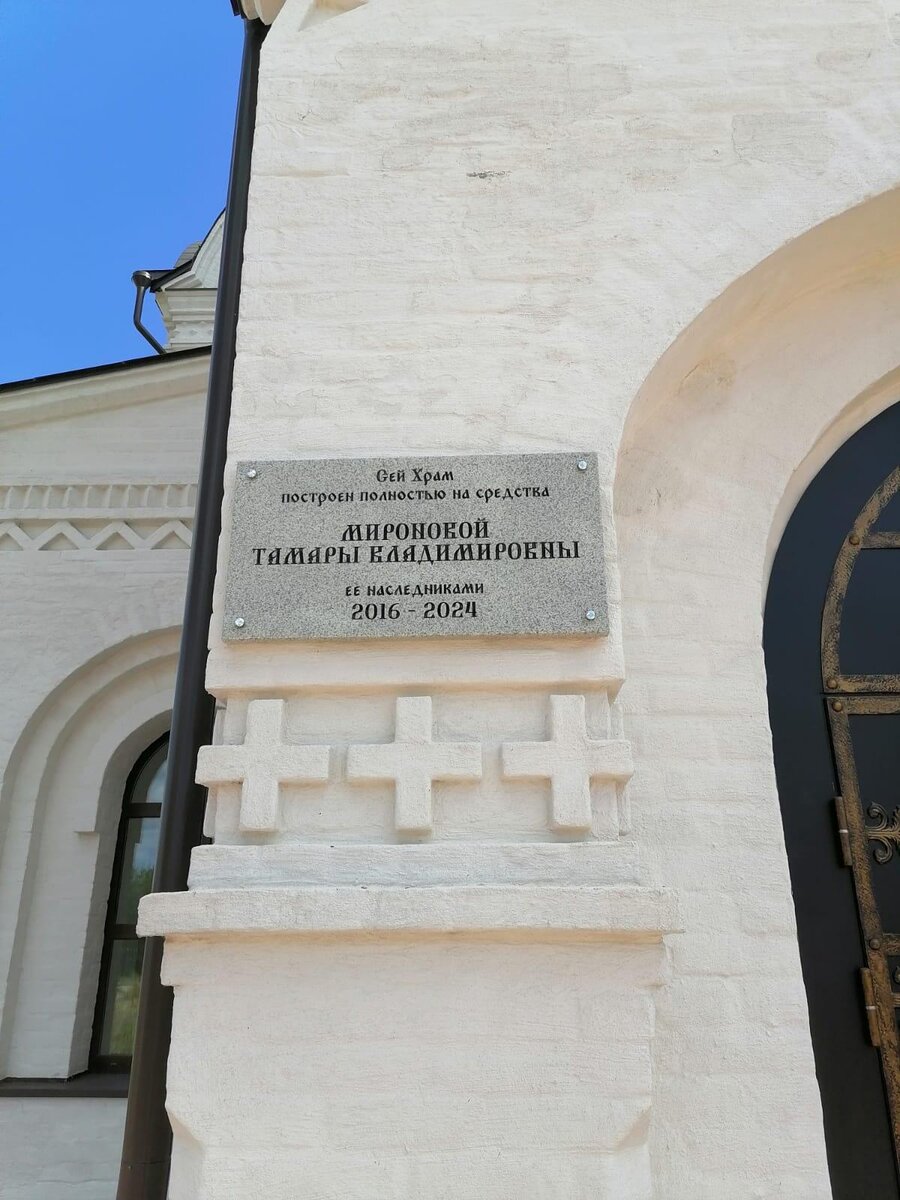 Сей Храм
построен полностью на средства
МИРОНОВОЙ
ТАМАРЫ ВЛАДИМИРОВНЫ
ее наследниками
2016 - 2024